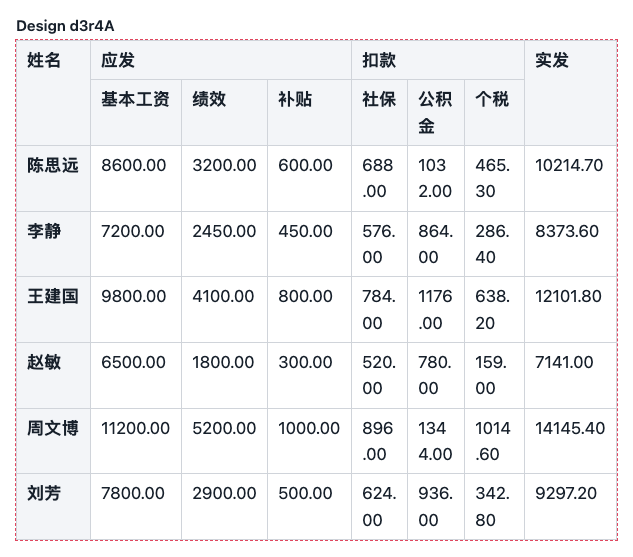 Design d3r4A
姓名 应发 扣款 实发
基本工资 绩效 补贴 社保 公积金 个税
陈思远 8600.00 3200.00 600.00 688.00 1032.00 465.30 10214.70
李静 7200.00 2450.00 450.00 576.00 864.00 286.40 8373.60
王建国 9800.00 4100.00 800.00 784.00 1176.00 638.20 12101.80
赵敏 6500.00 1800.00 300.00 520.00 780.00 159.00 7141.00
周文博 11200.00 5200.00 1000.00 896.00 1344.00 1014.60 14145.40
刘芳 7800.00 2900.00 500.00 624.00 936.00 342.80 9297.20